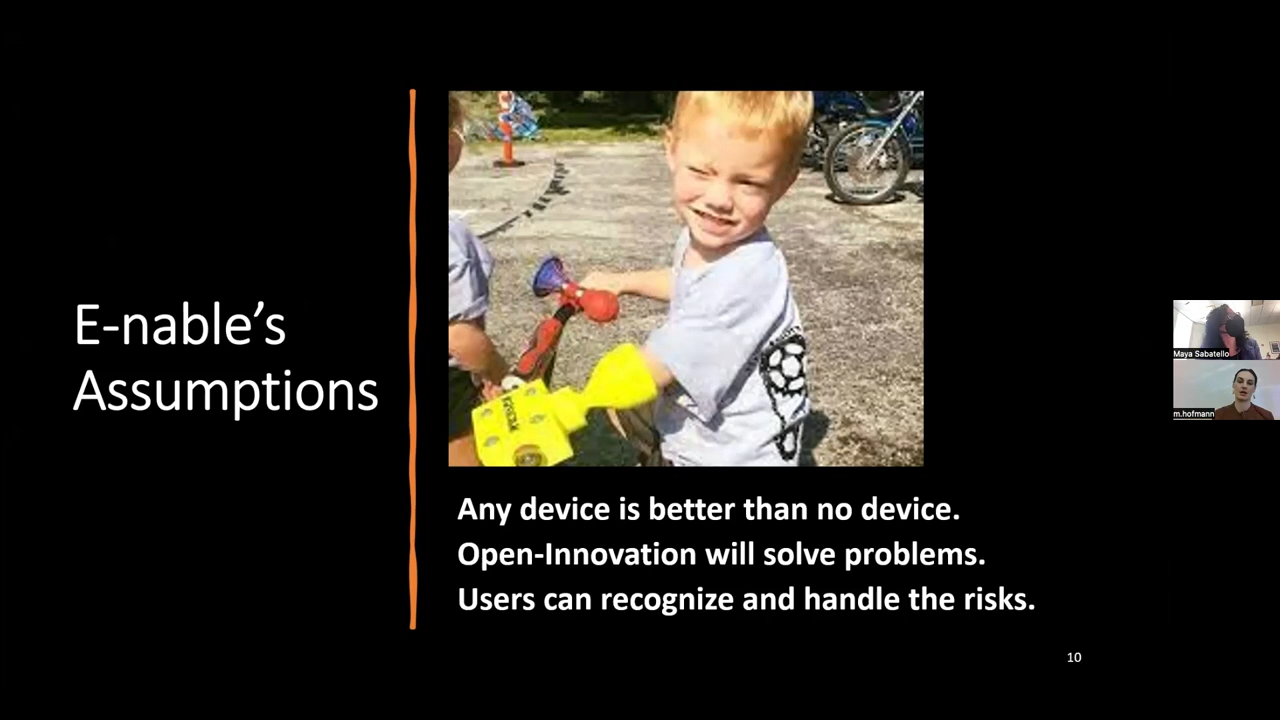 E-nable’s
Assumptions
Any device is better than no device.
Open-Innovation will solve problems.
Users can recognize and handle the risks.
10
Maya Sabatello
m.hofmann